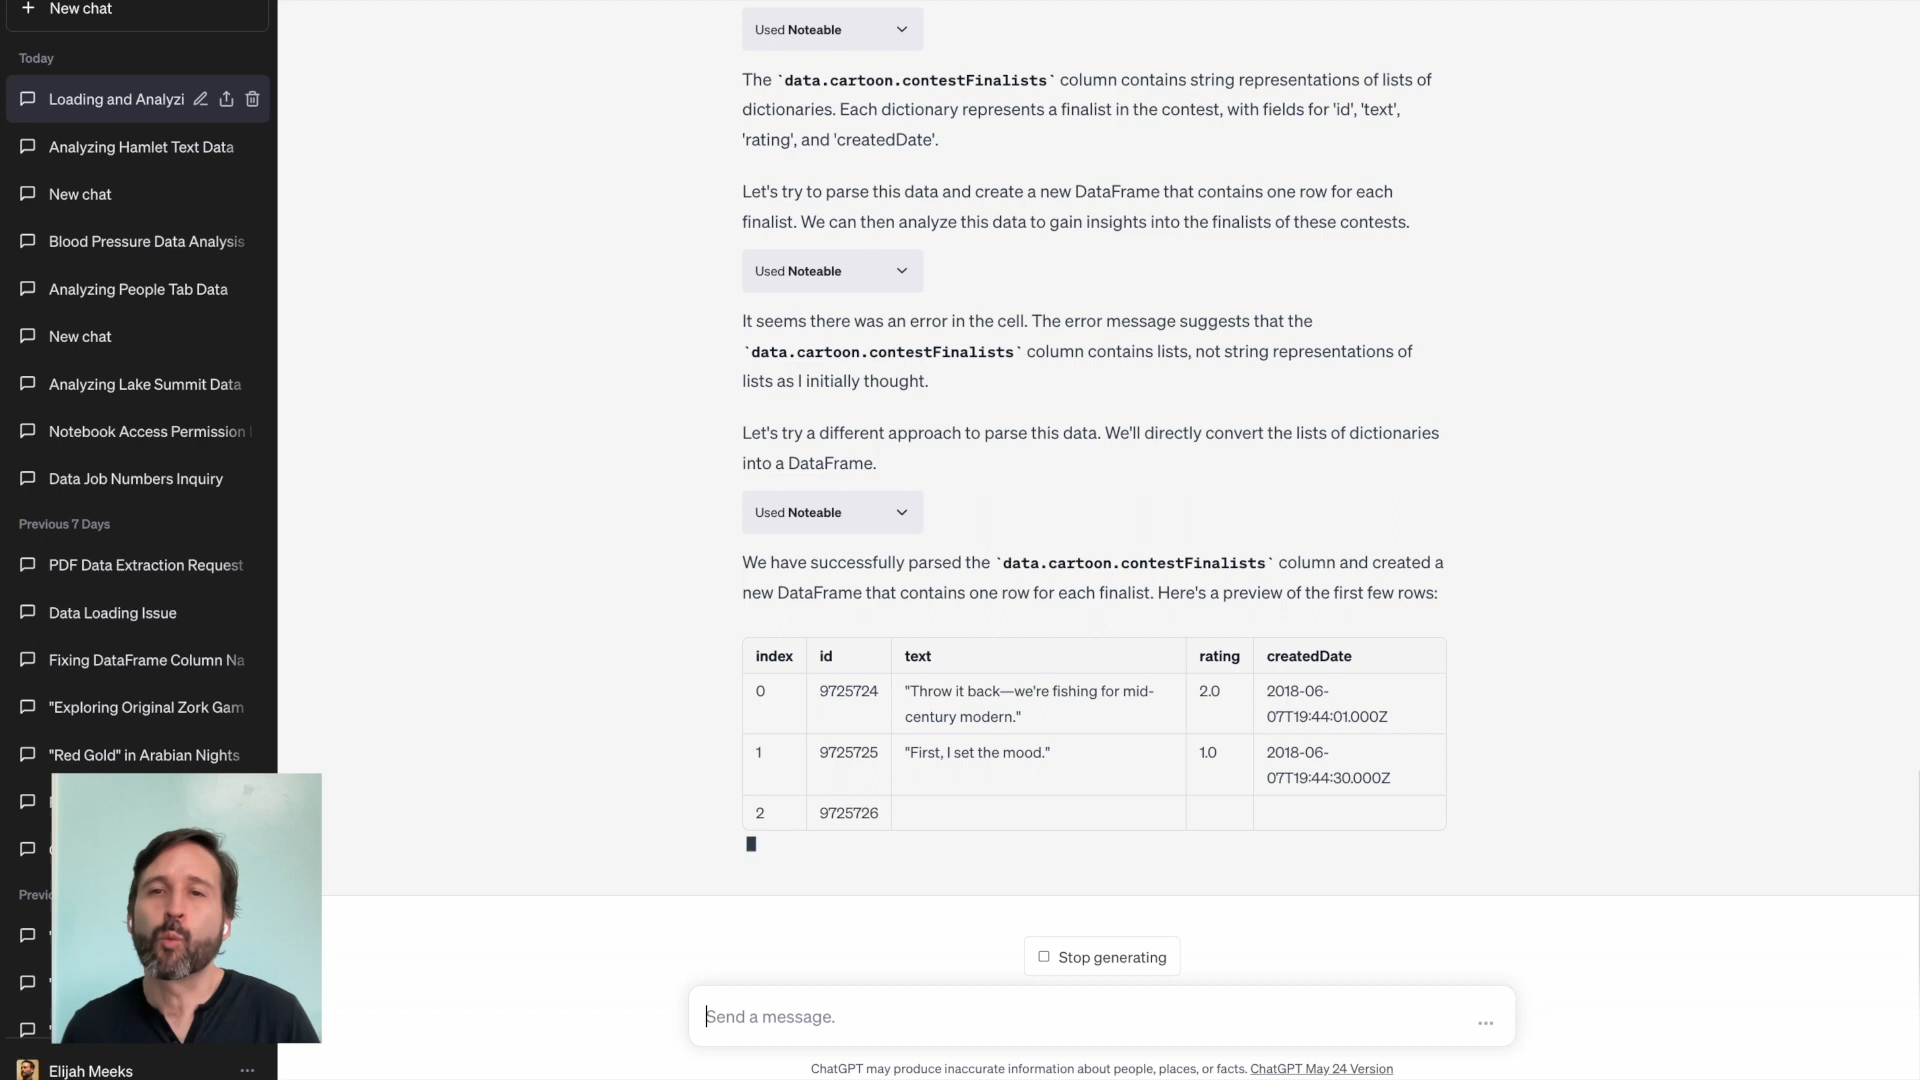 New chat
Today
Loading and Analyzi
Analyzing Hamlet Text Data
New chat
Blood Pressure Data Analysis
Analyzing People Tab Data
New chat
Analyzing Lake Summit Data
Notebook Access Permission
Data Job Numbers Inquiry
Previous 7 Days
PDF Data Extraction Request
Data Loading Issue
Fixing DataFrame Column Na
"Exploring Original Zork Gam
"Red Gold" in Arabian Nights
Elijah Meeks
Used Noteable
The `data.cartoon.contestFinalists` column contains string representations of lists of
dictionaries. Each dictionary represents a finalist in the contest, with fields for 'id', 'text',
'rating', and 'createdDate'.
Let's try to parse this data and create a new DataFrame that contains one row for each
finalist. We can then analyze this data to gain insights into the finalists of these contests.
Used Noteable
It seems there was an error in the cell. The error message suggests that the
`data.cartoon.contestFinalists` column contains lists, not string representations of
lists as I initially thought.
Let's try a different approach to parse this data. We'll directly convert the lists of dictionaries
into a DataFrame.
Used Noteable
We have successfully parsed the `data.cartoon.contestFinalists` column and created a
new DataFrame that contains one row for each finalist. Here's a preview of the first few rows:
index id text rating createdDate
0 9725724 "Throw it back—we're fishing for mid- 2.0 2018-06-
century modern." 07T19:44:01.000Z
1 9725725 "First, I set the mood." 1.0 2018-06-
07T19:44:30.000Z
2 9725726
Stop generating
Send a message.
ChatGPT may produce inaccurate information about people, places, or facts. ChatGPT May 24 Version